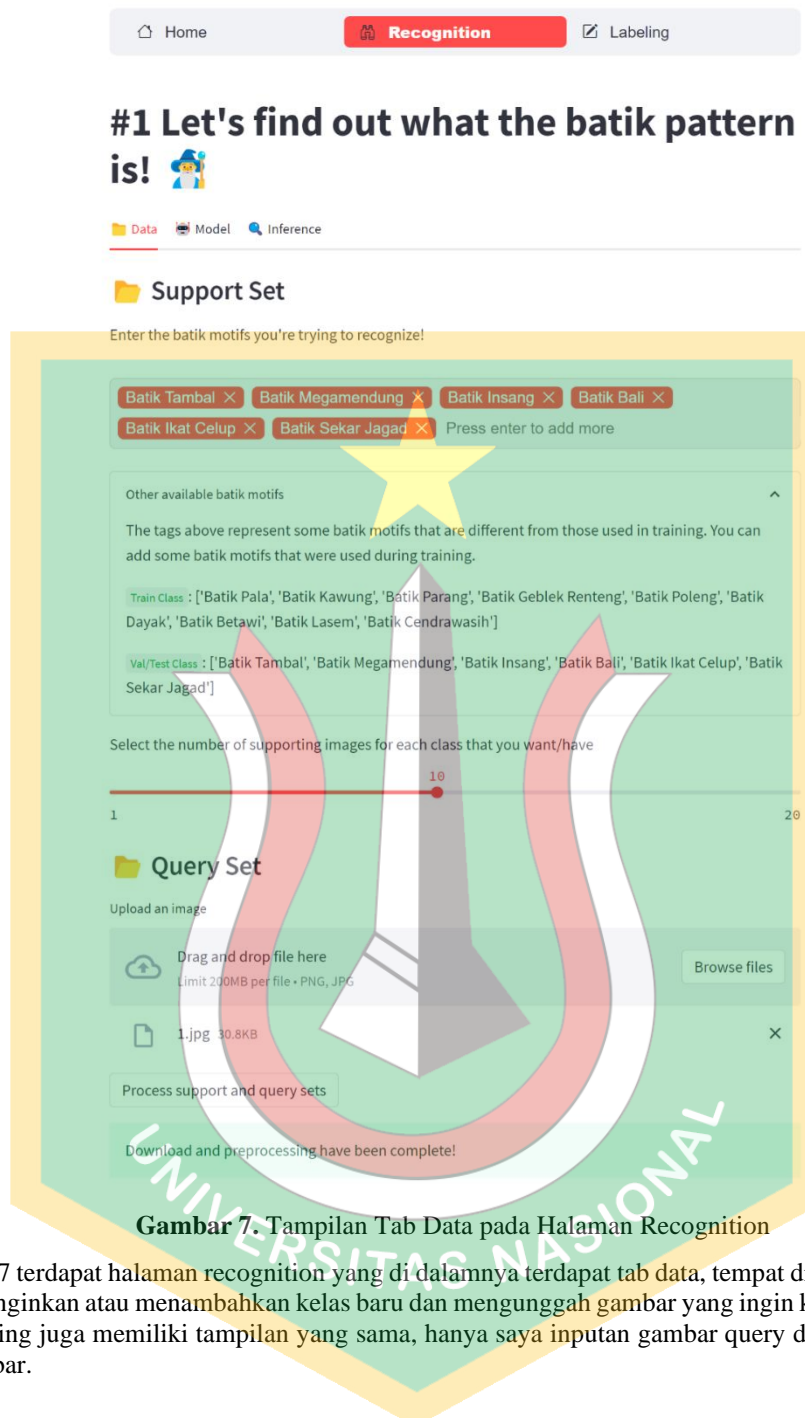 Home
Recognition
Labeling
#1 Let's find out what the batik pattern
is!
Data
Model
Inference
Support Set
Enter the batik motifs you're trying to recognize!
Batik Tambal × Batik Megamendung × Batik Insang × Batik Bali ×
Batik Ikat Celup × Batik Sekar Jagad × Press enter to add more
Other available batik motifs
The tags above represent some batik motifs that are different from those used in training. You can
add some batik motifs that were used during training.
Train Class : ['Batik Pala', 'Batik Kawung', 'Batik Parang', 'Batik Geblek Renteng', 'Batik Poleng', 'Batik
Dayak', 'Batik Betawi', 'Batik Lasem', 'Batik Cendrawasih']
Val/Test Class : ['Batik Tambal', 'Batik Megamendung', 'Batik Insang', 'Batik Bali', 'Batik Ikat Celup', 'Batik
Sekar Jagad']
Select the number of supporting images for each class that you want/have
10
1
20
Query Set
Upload an image
Drag and drop file here
Limit 200MB per file • PNG, JPG
Browse files
1.jpg 30.8KB
Process support and query sets
Download and preprocessing have been complete!
UNIVERSITAS NASIONAL
Gambar 7. Tampilan Tab Data pada Halaman Recognition
7 terdapat halaman recognition yang di dalamnya terdapat tab data, tempat di
nginkan atau menambahkan kelas baru dan mengunggah gambar yang ingin k
ing juga memiliki tampilan yang sama, hanya saya inputan gambar query d
bar.